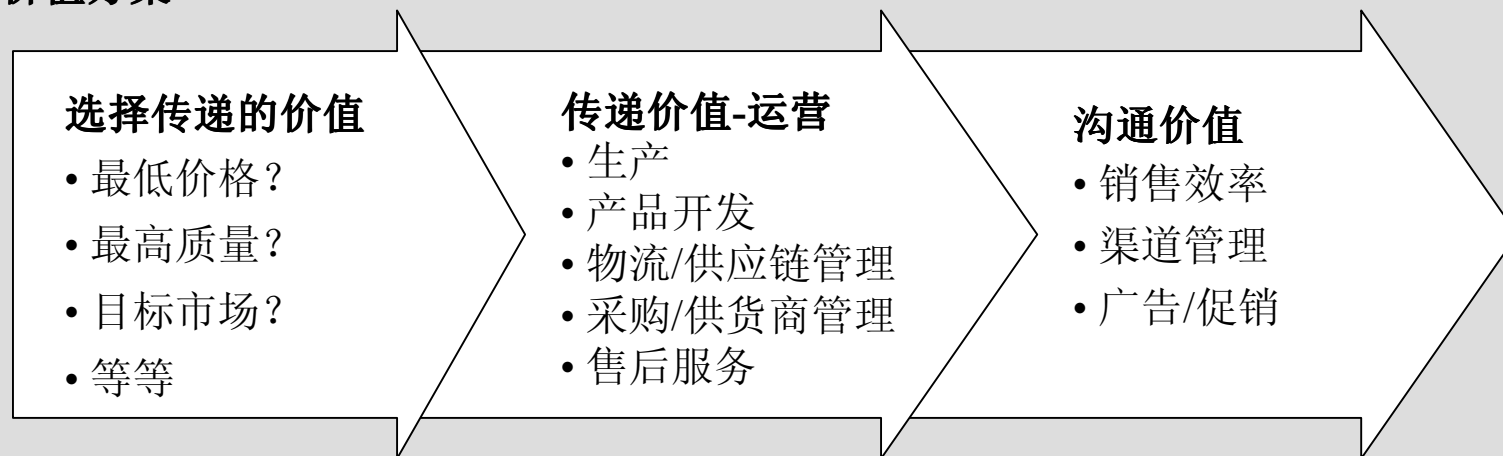 选择传递的价值
• 最低价格？
• 最高质量？
• 目标市场？
• 等等
传递价值-运营
• 生产
• 产品开发
• 物流/供应链管理
• 采购/供货商管理
• 售后服务
沟通价值
• 销售效率
• 渠道管理
• 广告/促销